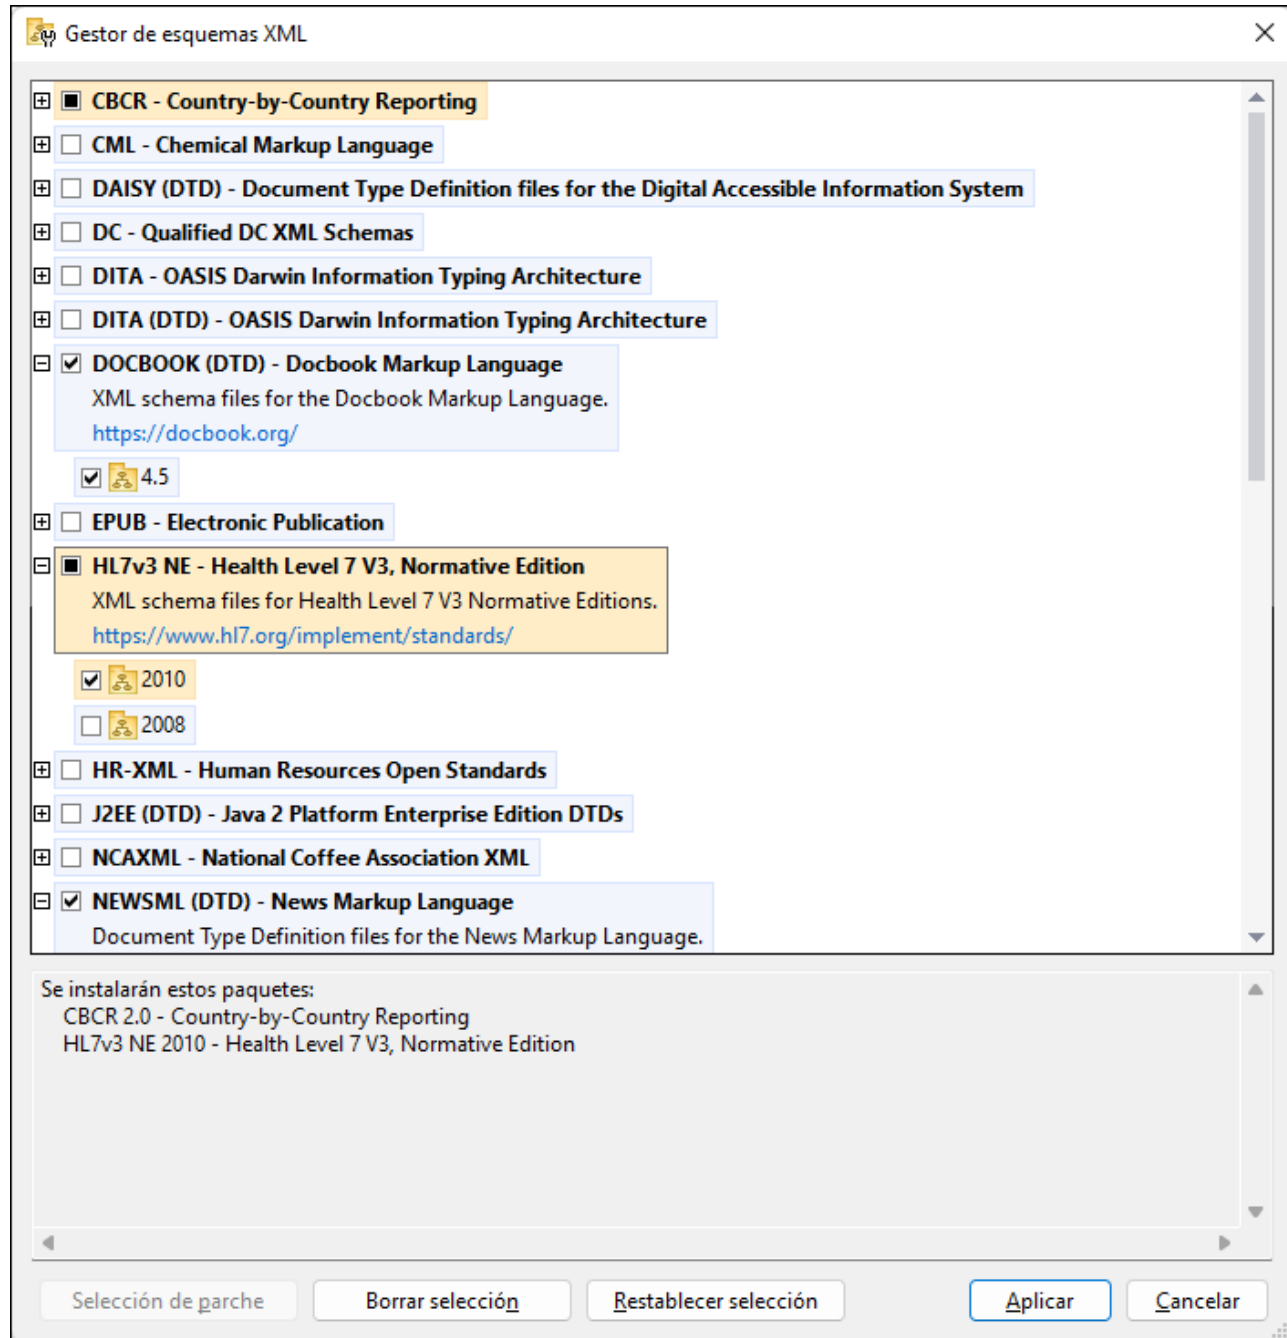 Gestor de esquemas XML
CBCR - Country-by-Country Reporting
CML - Chemical Markup Language
DAISY (DTD) - Document Type Definition files for the Digital Accessible Information System
DC - Qualified DC XML Schemas
DITA - OASIS Darwin Information Typing Architecture
DITA (DTD) - OASIS Darwin Information Typing Architecture
DOCBOOK (DTD) - Docbook Markup Language
XML schema files for the Docbook Markup Language.
https://docbook.org/
4.5
EPUB - Electronic Publication
HL7v3 NE - Health Level 7 V3, Normative Edition
XML schema files for Health Level 7 V3 Normative Editions.
https://www.hl7.org/implement/standards/
2010
2008
HR-XML - Human Resources Open Standards
J2EE (DTD) - Java 2 Platform Enterprise Edition DTDs
NCAXML - National Coffee Association XML
NEWSML (DTD) - News Markup Language
Document Type Definition files for the News Markup Language.
Se instalarán estos paquetes:
CBCR 2.0 - Country-by-Country Reporting
HL7v3 NE 2010 - Health Level 7 V3, Normative Edition
Selección de parche Borrar selección Restablecer selección Aplicar Cancelar